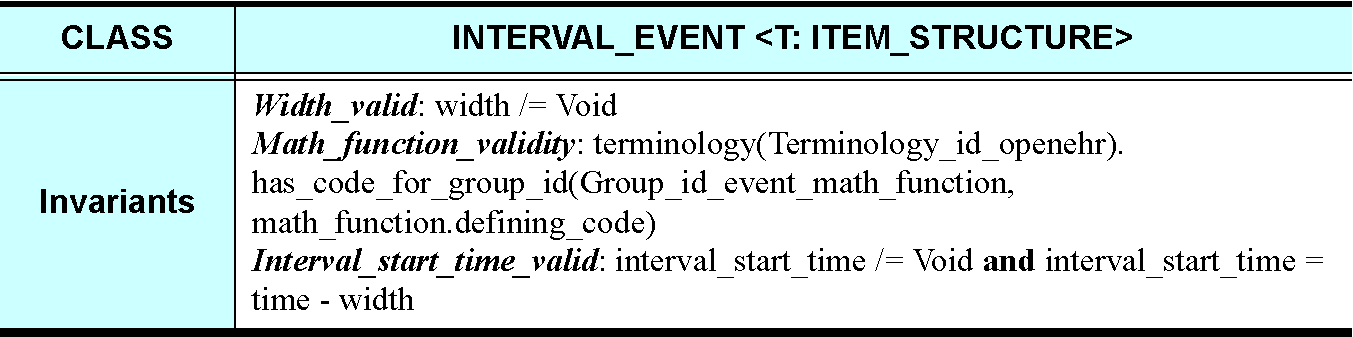 CLASS
INTERVAL_EVENT <T: ITEM_STRUCTURE>
Invariants
Width_valid: width /= Void
Math_function_validity: terminology(Terminology_id_openehr).
has_code_for_group_id(Group_id_event_math_function,
math_function.defining_code)
Interval_start_time_valid: interval_start_time /= Void and interval_start_time =
time - width